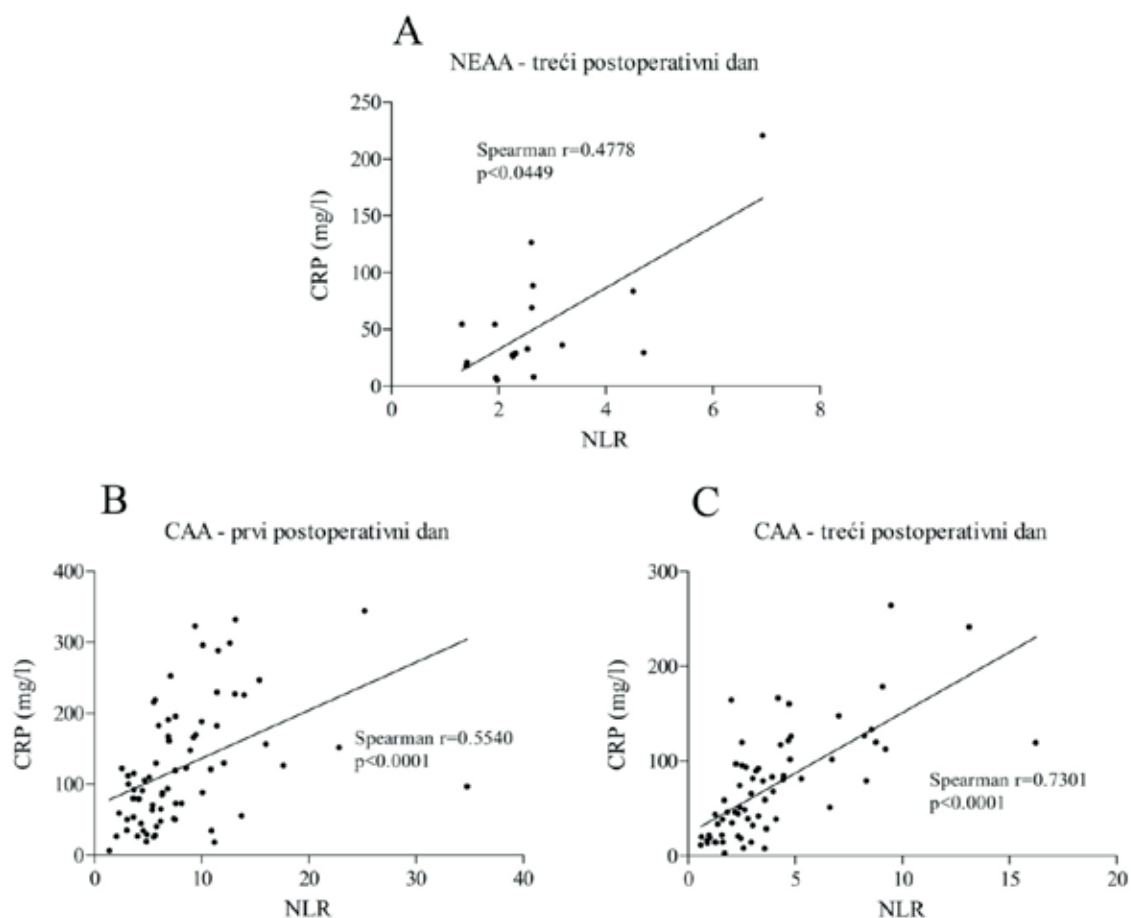 A
NEAA - treći postoperativni dan
250
200
150
100
50
0
CRP (mg/l)
Spearman r=0.4778
p<0.0449
0
2
4
6
8
NLR
B
CAA - prvi postoperativni dan
400
300
200
100
0
CRP (mg/l)
Spearman r=0.5540
p<0.0001
0
10
20
30
40
NLR
C
CAA - treći postoperativni dan
300
200
100
0
CRP (mg/l)
Spearman r=0.7301
p<0.0001
0
5
10
15
20
NLR